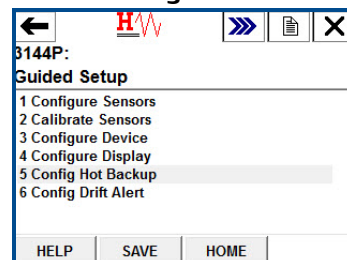 H
3144P:
Guided Setup
1 Configure Sensors
2 Calibrate Sensors
3 Configure Device
4 Configure Display
5 Config Hot Backup
6 Config Drift Alert
HELP SAVE HOME